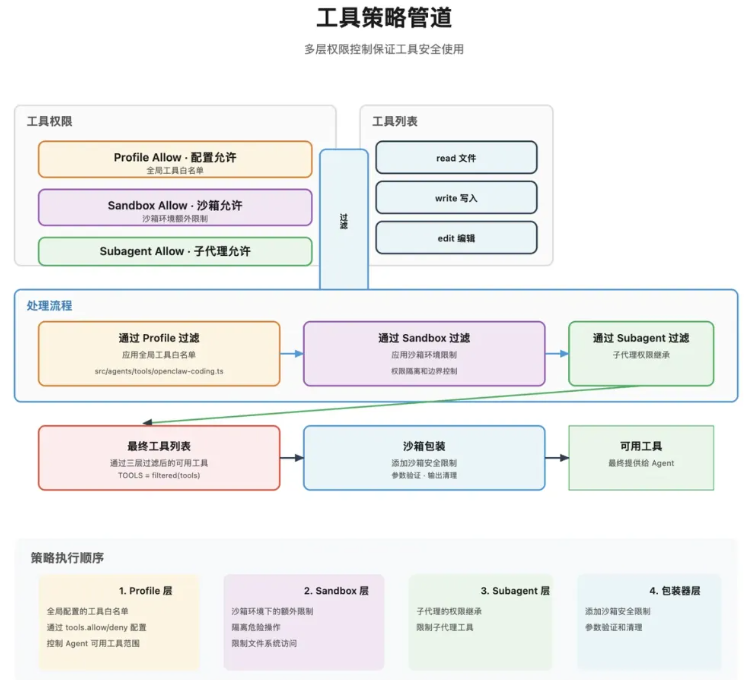 工具策略管道
多层权限控制保证工具安全使用
工具权限
Profile Allow · 配置允许
全局工具白名单
Sandbox Allow · 沙箱允许
沙箱环境额外限制
Subagent Allow · 子代理允许
过滤
工具列表
read 文件
write 写入
edit 编辑
处理流程
通过 Profile 过滤
应用全局工具白名单
src/agents/tools/openclaw-coding.ts
通过 Sandbox 过滤
应用沙箱环境限制
权限隔离和边界控制
通过 Subagent 过滤
子代理权限继承
最终工具列表
通过三层过滤后的可用工具
TOOLS = filtered(tools)
沙箱包装
添加沙箱安全限制
参数验证 · 输出清理
可用工具
最终提供给 Agent
策略执行顺序
1. Profile 层
全局配置的工具白名单
通过 tools.allow/deny 配置
控制 Agent 可用工具范围
2. Sandbox 层
沙箱环境下的额外限制
隔离危险操作
限制文件系统访问
3. Subagent 层
子代理的权限继承
限制子代理工具
4. 包装器层
添加沙箱安全限制
参数验证和清理